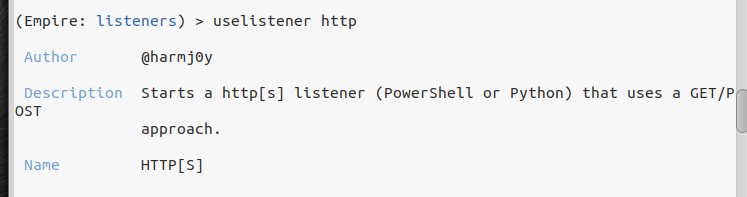 (Empire: listeners) > uselistener http
Author @harmj0y
Description Starts a http[s] listener (PowerShell or Python) that uses a GET/P
OST
approach.
Name HTTP[S]